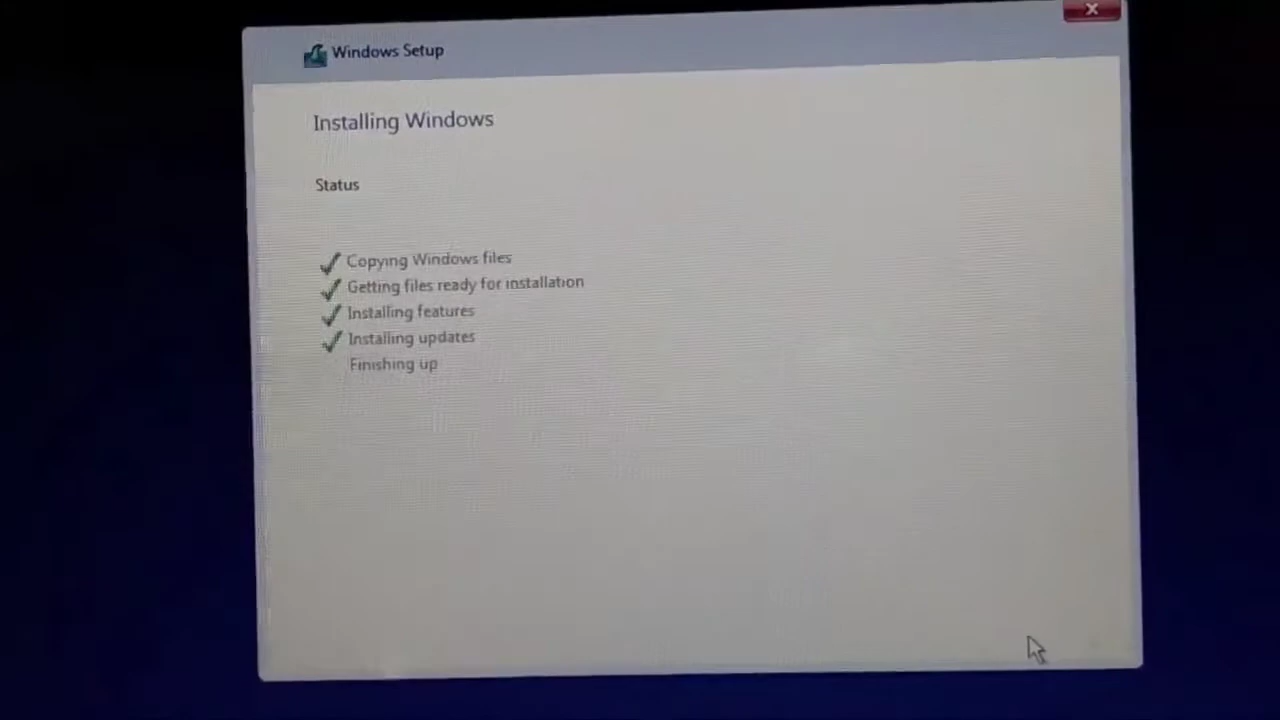 Windows Setup
Installing Windows
Status
Copying Windows files
Getting files ready for installation
Installing features
Installing updates
Finishing up